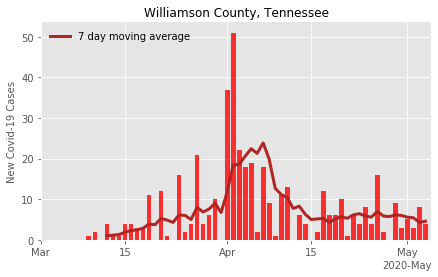 Williamson County, Tennessee
7 day moving average
New Covid-19 Cases
50
40
30
20
10
0
Mar 15 Apr 15 May
2020-May